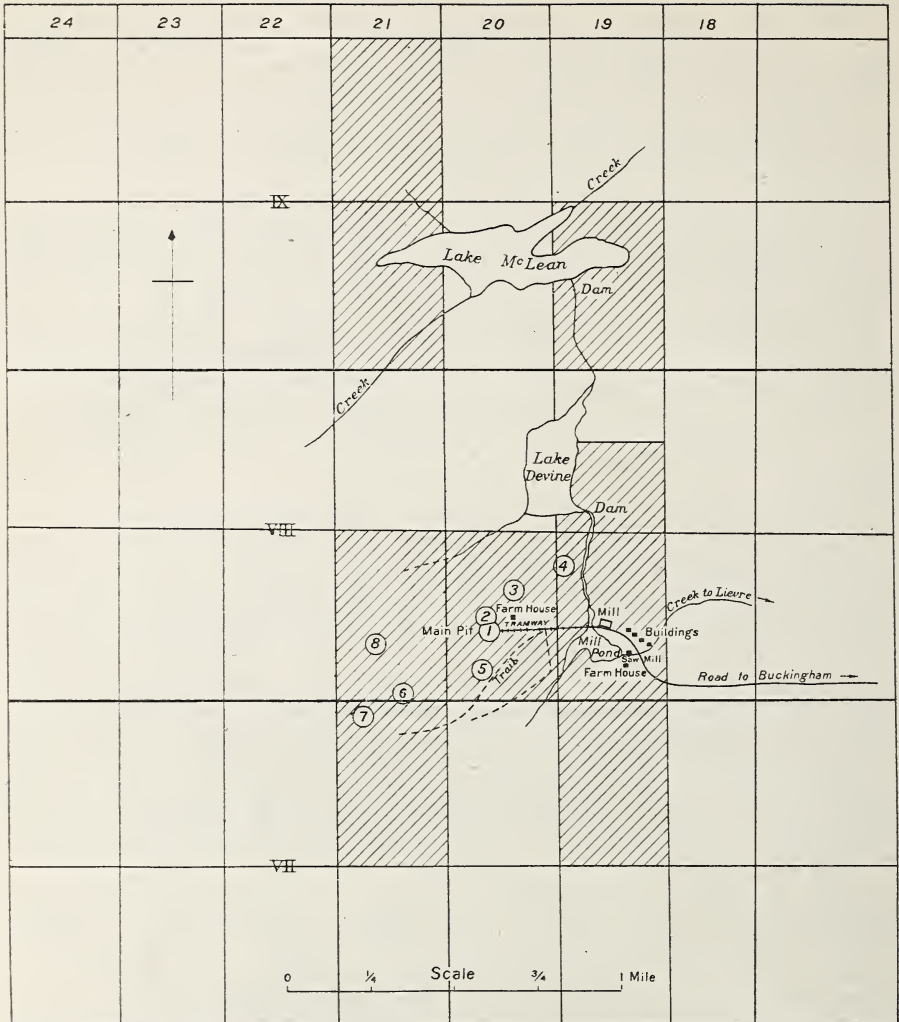 24 23 22 21 20 19 18
Creek
IX
Lake McLean
Dam
Creek
Lake
Devine
Dam
VIII
4
3
Creek to Lievre
2 Farm House
Mill
TRAMWAY
Main Pit 1
Buildings
8
Mill
Pond
Saw Mill
5
Trail
Farm House
Road to Buckingham
6
7
VII
Scale
0 ¼ ¾ 1 Mile